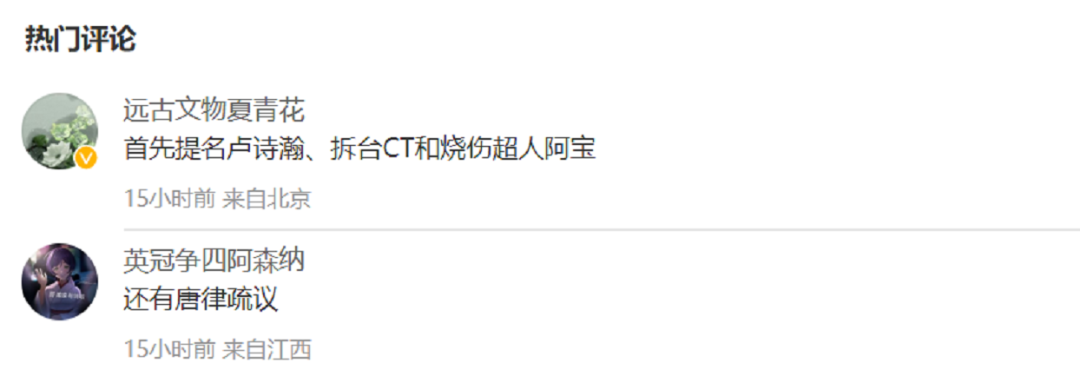 热门评论
远古文物夏青花
首先提名卢诗瀚、拆台CT和烧伤超人阿宝
15小时前 来自北京
英冠争四阿森纳
还有唐律疏议
15小时前 来自江西